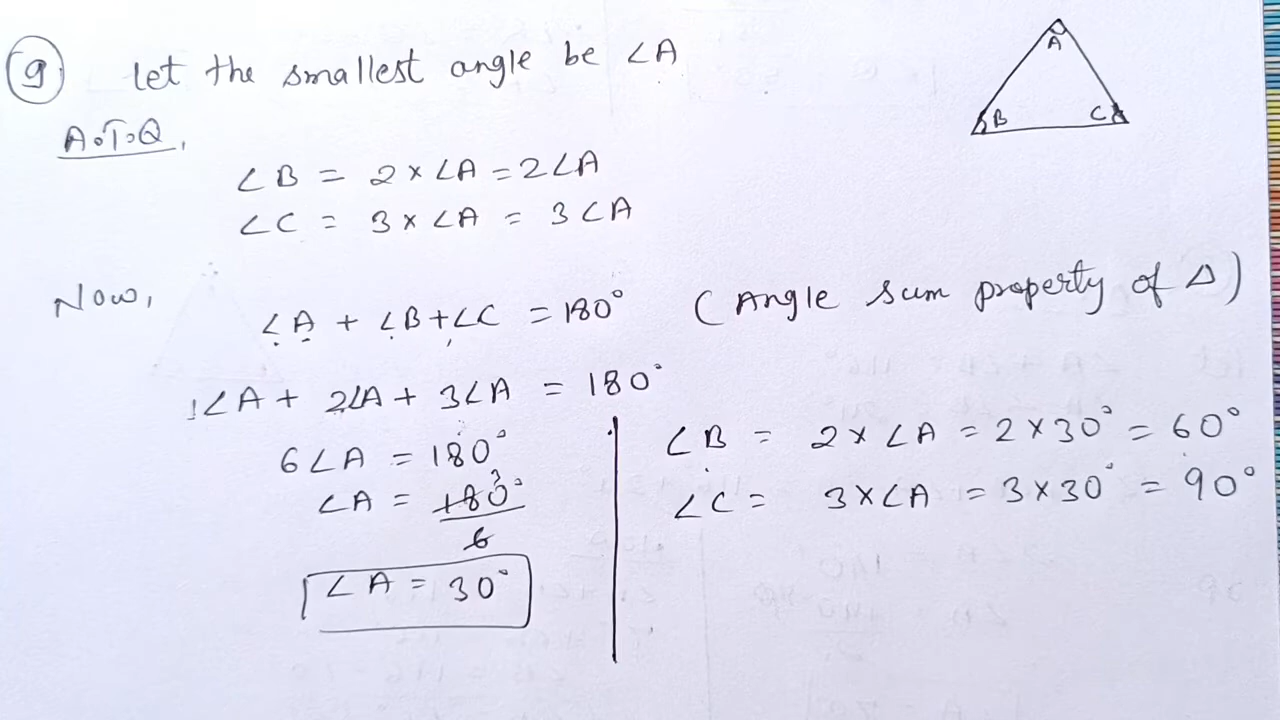 9. Let the smallest angle be ∠A
A
B C
A.T.Q,
∠B = 2 × ∠A = 2∠A
∠C = 3 × ∠A = 3∠A
Now,
∠A + ∠B + ∠C = 180° (Angle sum property of Δ)
1∠A + 2∠A + 3∠A = 180°
6∠A = 180°
∠A = 180°/6
3
∠A = 30°
∠B = 2 × ∠A = 2 × 30° = 60°
∠C = 3 × ∠A = 3 × 30° = 90°